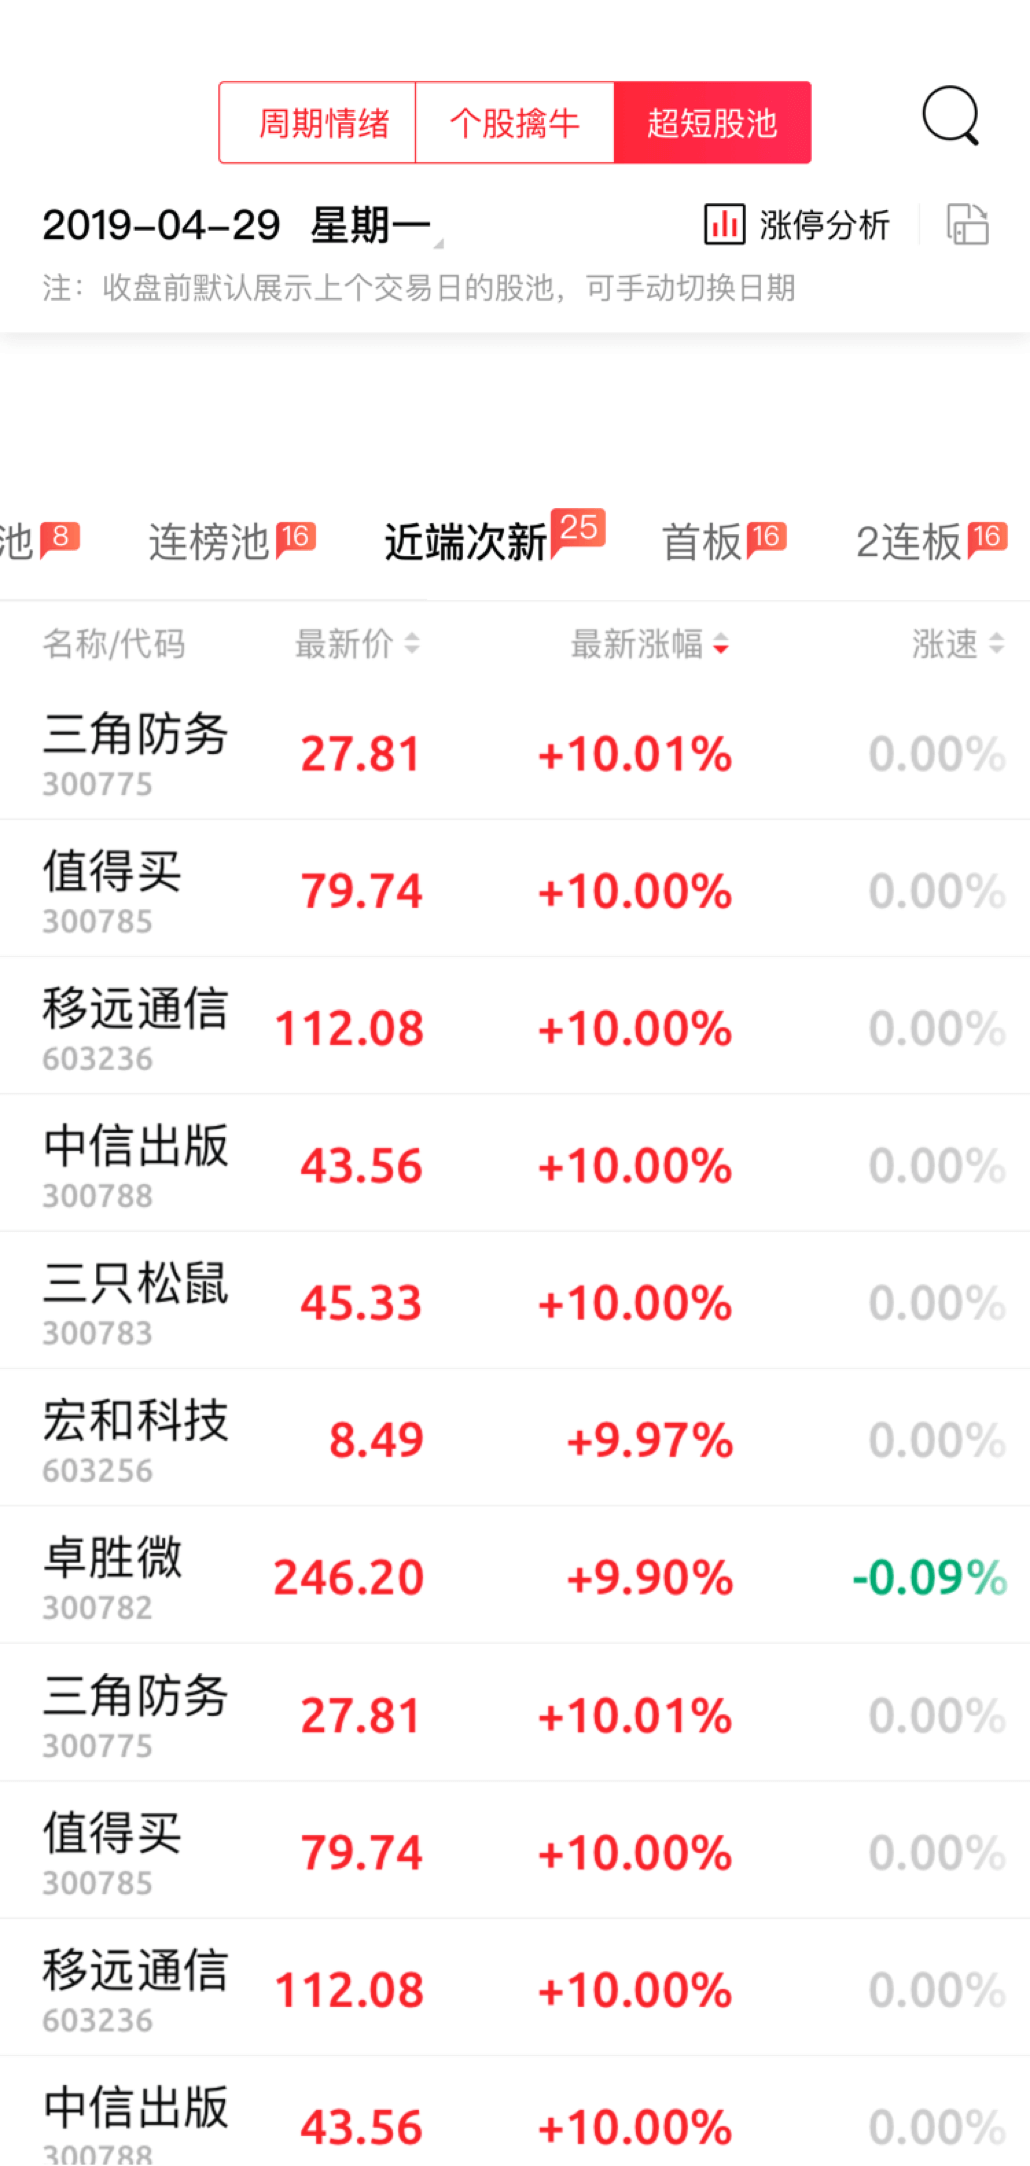 周期情绪 个股擒牛 超短股池
2019-04-29 星期一 涨停分析
注：收盘前默认展示上个交易日的股池，可手动切换日期
池 8 连榜池 16 近端次新 25 首板 16 2连板 16
名称/代码 最新价 最新涨幅 涨速
三角防务 27.81 +10.01% 0.00%
300775
值得买 79.74 +10.00% 0.00%
300785
移远通信 112.08 +10.00% 0.00%
603236
中信出版 43.56 +10.00% 0.00%
300788
三只松鼠 45.33 +10.00% 0.00%
300783
宏和科技 8.49 +9.97% 0.00%
603256
卓胜微 246.20 +9.90% -0.09%
300782
三角防务 27.81 +10.01% 0.00%
300775
值得买 79.74 +10.00% 0.00%
300785
移远通信 112.08 +10.00% 0.00%
603236
中信出版 43.56 +10.00% 0.00%
300788